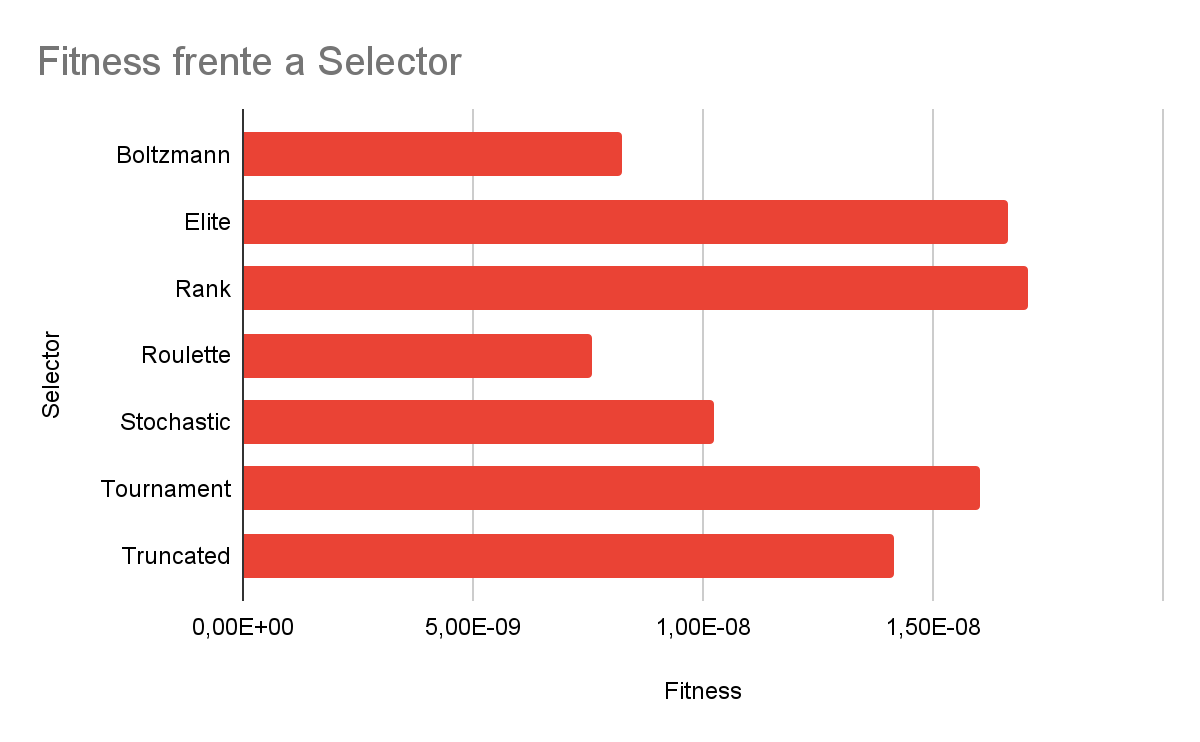 Fitness frente a Selector
Selector
Boltzmann
Elite
Rank
Roulette
Stochastic
Tournament
Truncated
0,00E+00 5,00E-09 1,00E-08 1,50E-08
Fitness